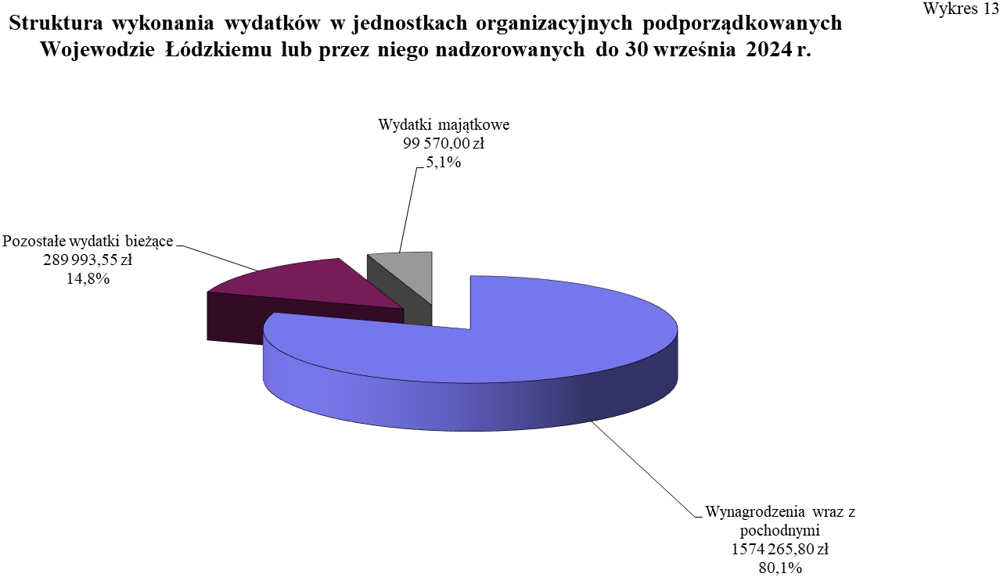 Wykres 13
Struktura wykonania wydatków w jednostkach organizacyjnych podporządkowanych
Wojewodzie Łódzkiemu lub przez niego nadzorowanych do 30 września 2024 r.
Wydatki majątkowe
99 570,00 zł
5,1%
Pozostałe wydatki bieżące
289 993,55 zł
14,8%
Wynagrodzenia wraz z
pochodnymi
1574 265,80 zł
80,1%